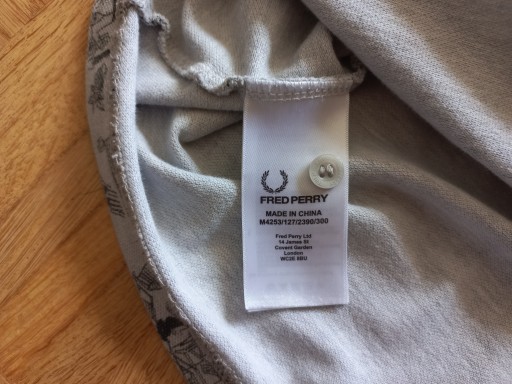 FRED PERRY
MADE IN CHINA
M4253/127/2390/300
Fred Perry Ltd
14 James St
Covent Garden
London
WC2E 8BU